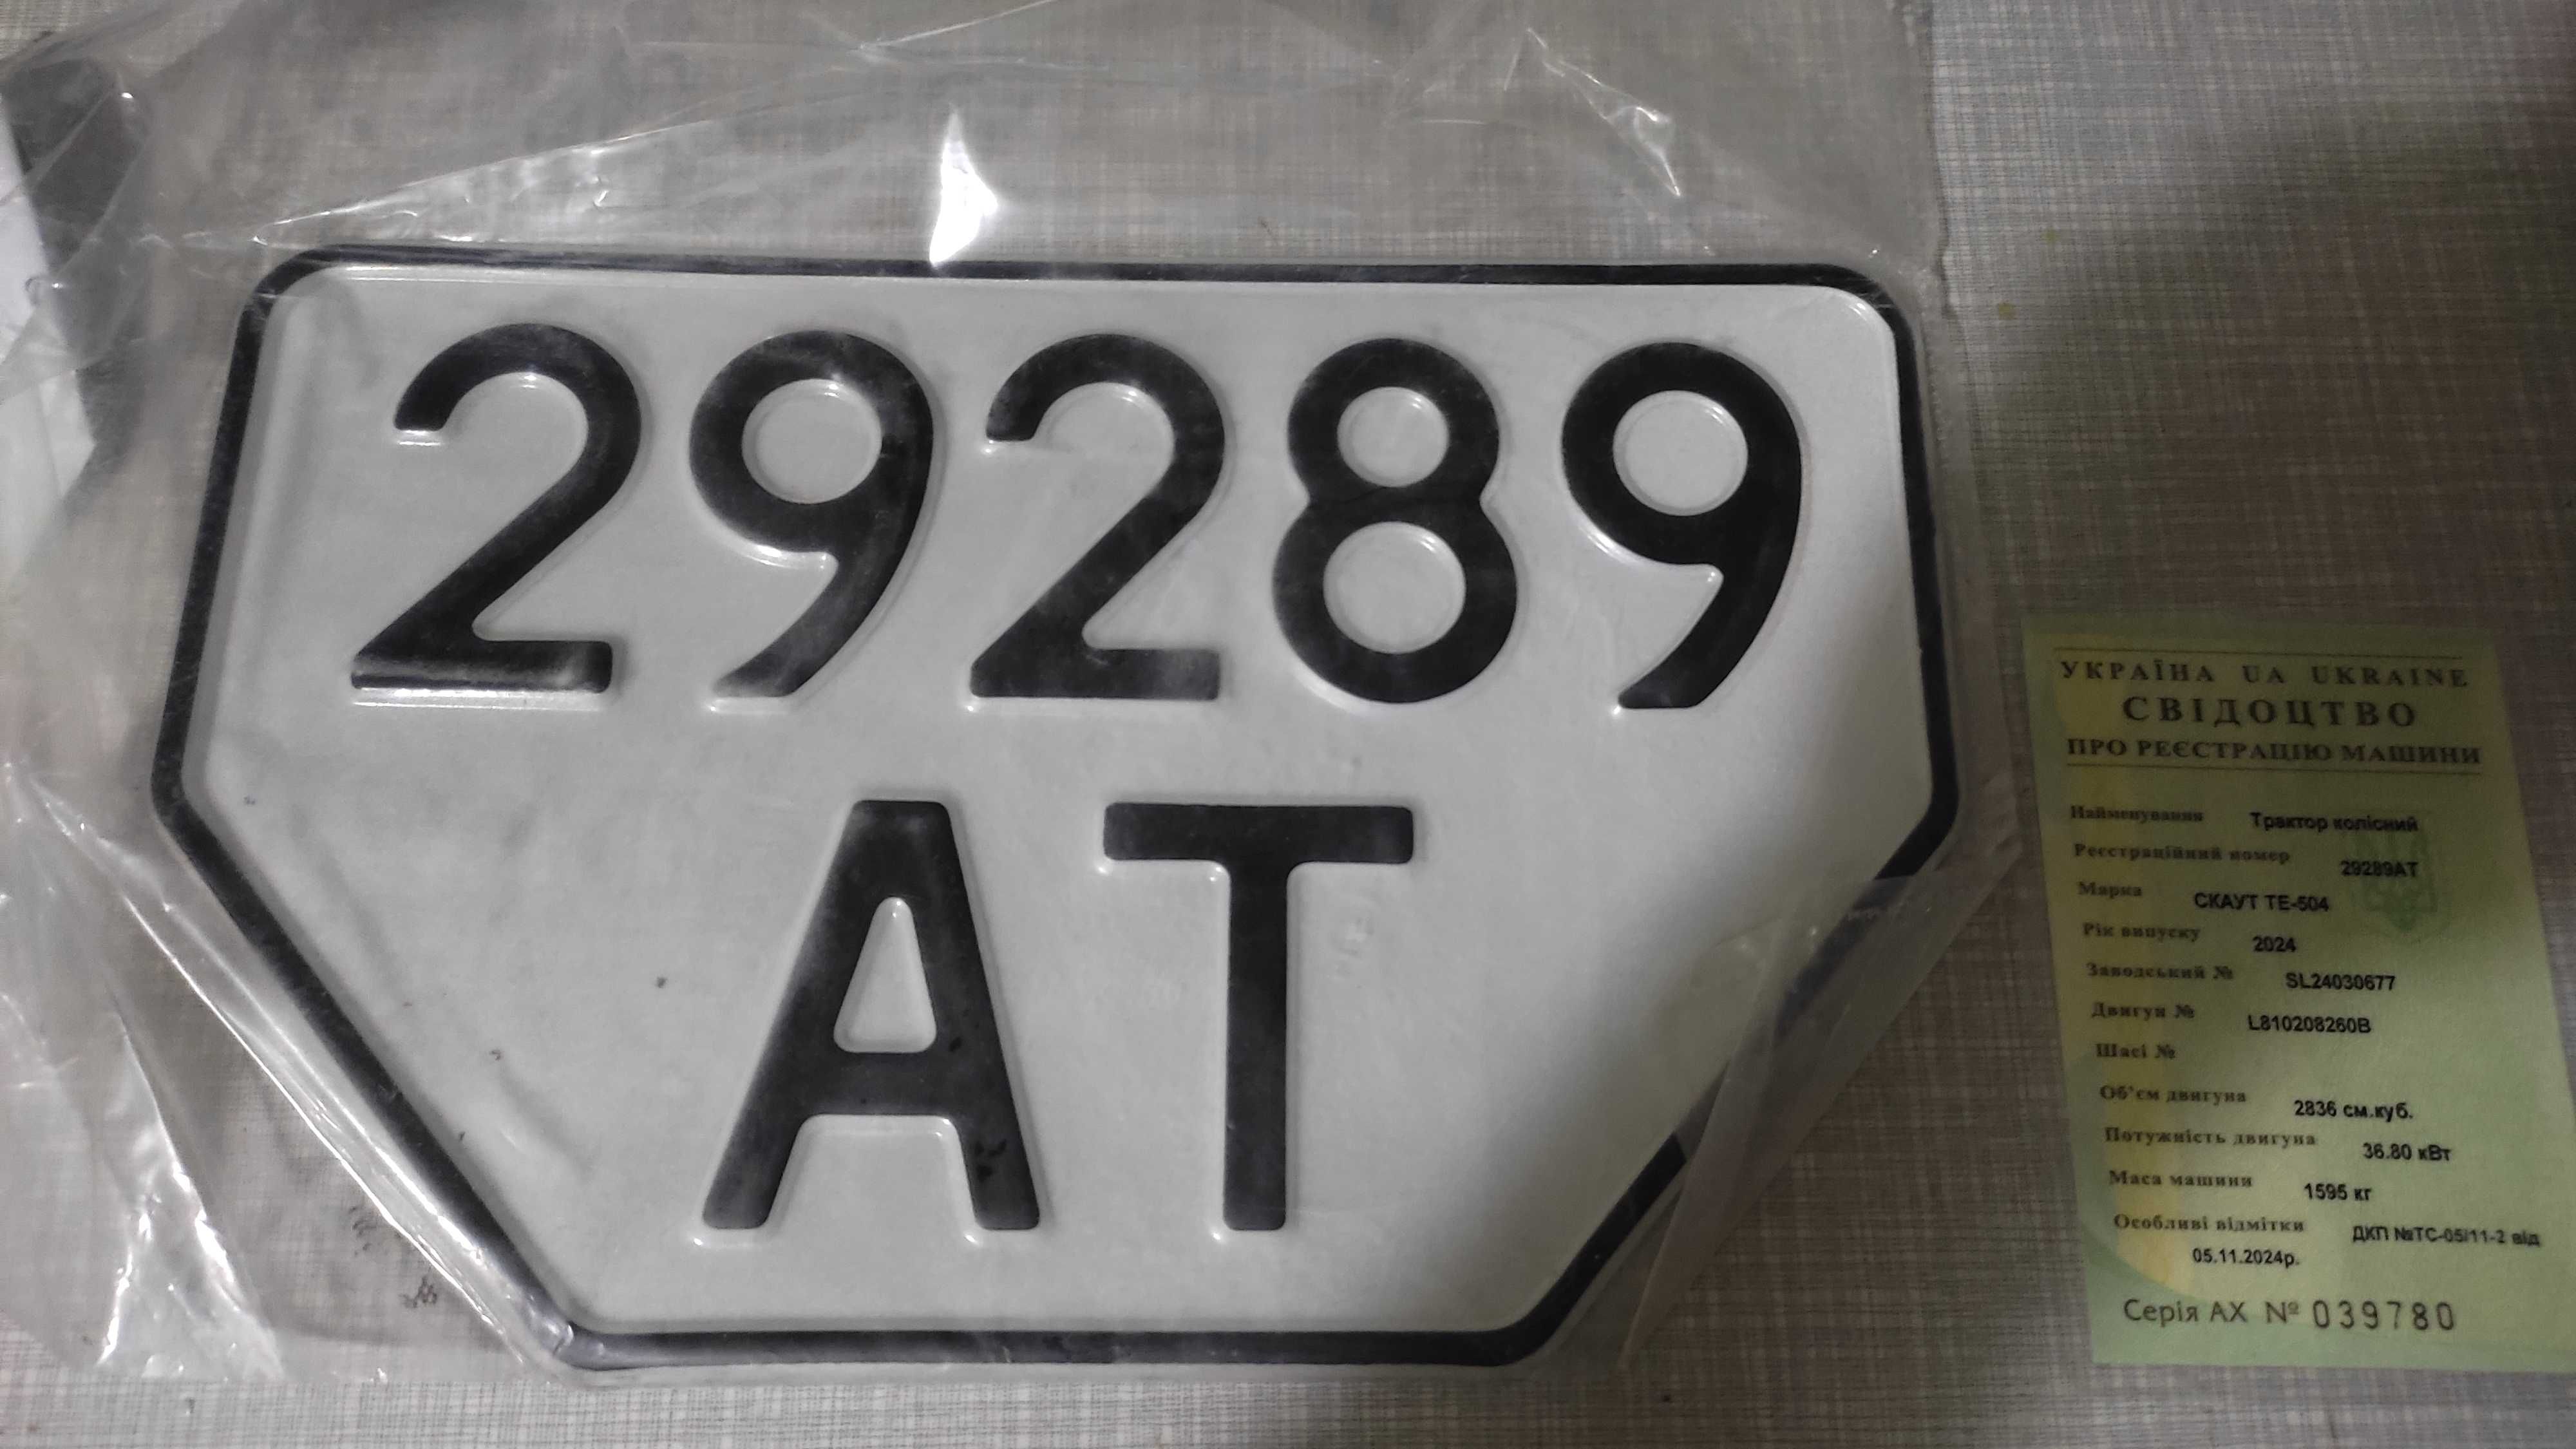 29289
AT
УКРАЇНА UA UKRAINE
СВІДОЦТВО
ПРО РЕЄСТРАЦІЮ МАШИНИ
Найменування Трактор колісний
Реєстраційний номер 29289АТ
Марка СКАУТ ТЕ-504
Рік випуску 2024
Заводський № SL24030677
Двигун № L810208260B
Шасі №
Об'єм двигуна 2836 см.куб.
Потужність двигуна 36.80 кВт
Маса машини 1595 кг
Особливі відмітки ДКП №ТС-05/11-2 від
05.11.2024р.
Серія АХ № 039780